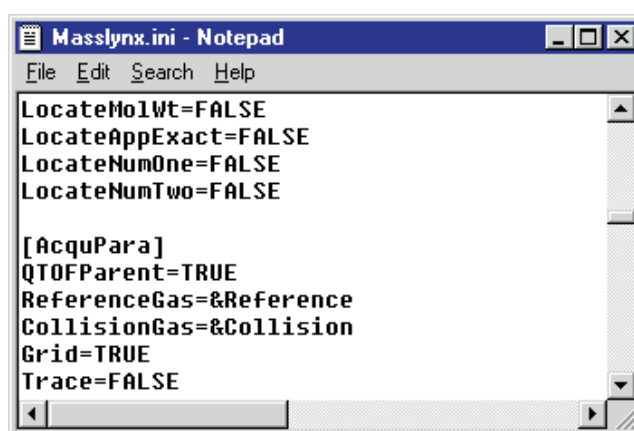 Masslynx.ini - Notepad
File Edit Search Help
LocateMolWt=FALSE
LocateAppExact=FALSE
LocateNumOne=FALSE
LocateNumTwo=FALSE
[AcquPara]
QTOFParent=TRUE
ReferenceGas=&Reference
CollisionGas=&Collision
Grid=TRUE
Trace=FALSE